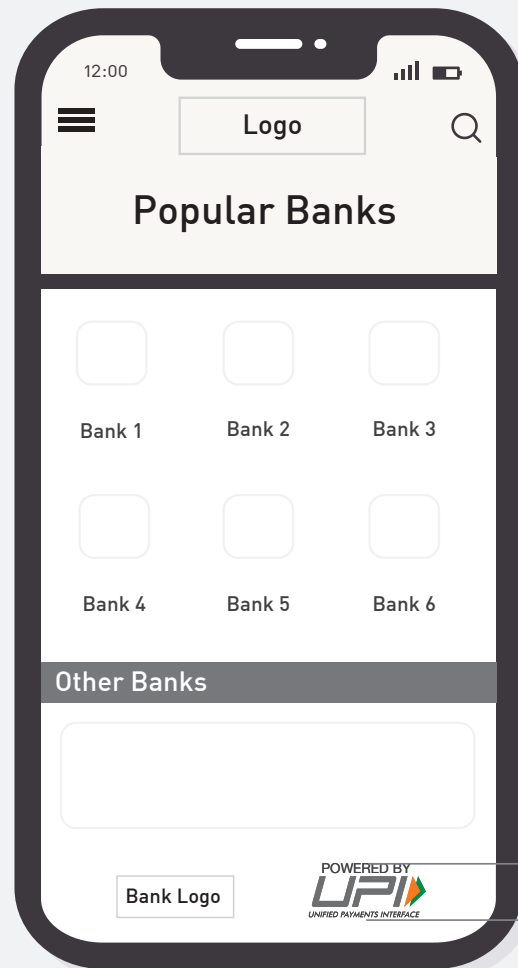 12:00
Logo
Popular Banks
Bank 1
Bank 2
Bank 3
Bank 4
Bank 5
Bank 6
Other Banks
Bank Logo
POWERED BY
UPI
UNIFIED PAYMENTS INTERFACE